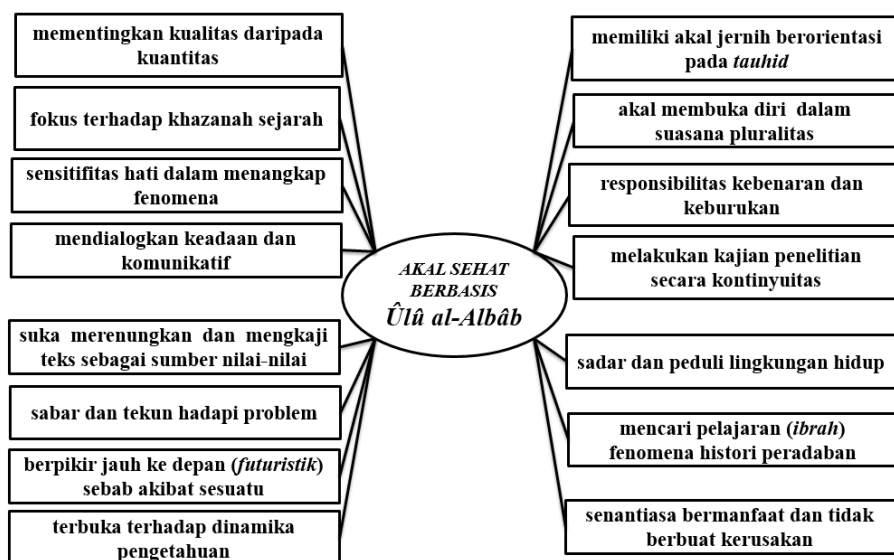 mementingkan kualitas daripada
kuantitas
fokus terhadap khazanah sejarah
sensitifitas hati dalam menangkap
fenomena
mendialogkan keadaan dan
komunikatif
suka merenungkan dan mengkaji
teks sebagai sumber nilai-nilai
sabar dan tekun hadapi problem
berpikir jauh ke depan (futuristik)
sebab akibat sesuatu
terbuka terhadap dinamika
pengetahuan
AKAL SEHAT
BERBASIS
Ûlû al-Albâb
memiliki akal jernih berorientasi
pada tauhid
akal membuka diri dalam
suasana pluralitas
responsibilitas kebenaran dan
keburukan
melakukan kajian penelitian
secara kontinyuitas
sadar dan peduli lingkungan hidup
mencari pelajaran (ibrah)
fenomena histori peradaban
senantiasa bermanfaat dan tidak
berbuat kerusakan